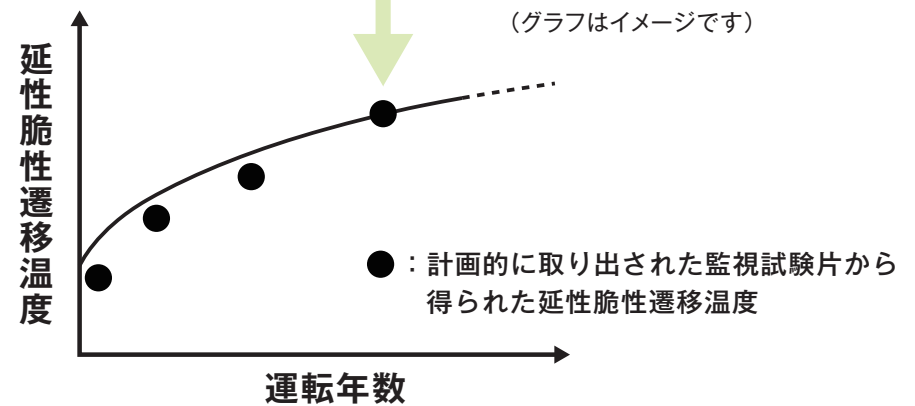 （グラフはイメージです）
延性脆性遷移温度
●：計画的に取り出された監視試験片から
得られた延性脆性遷移温度
運転年数